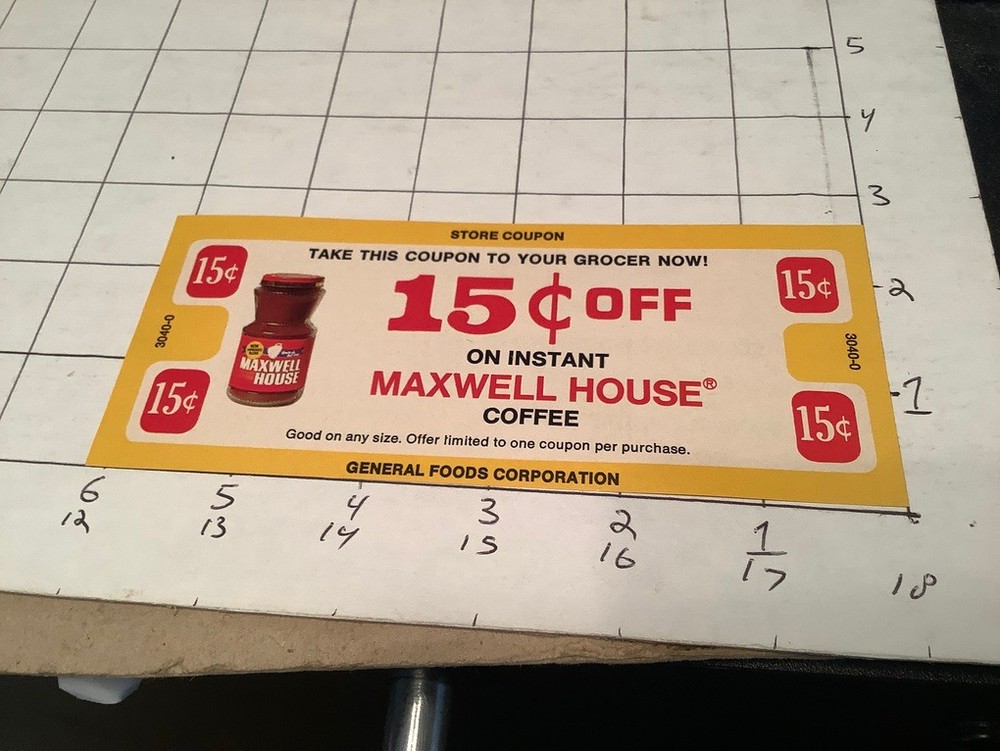 5
4
3
2
1
STORE COUPON
TAKE THIS COUPON TO YOUR GROCER NOW!
15¢
15¢
15¢ OFF
3040-0
3040-0
ON INSTANT
MAXWELL HOUSE®
COFFEE
MAXWELL
HOUSE
15¢
15¢
Good on any size. Offer limited to one coupon per purchase.
GENERAL FOODS CORPORATION
6 5 4 3 2 1
12 13 14 15 16 17 18